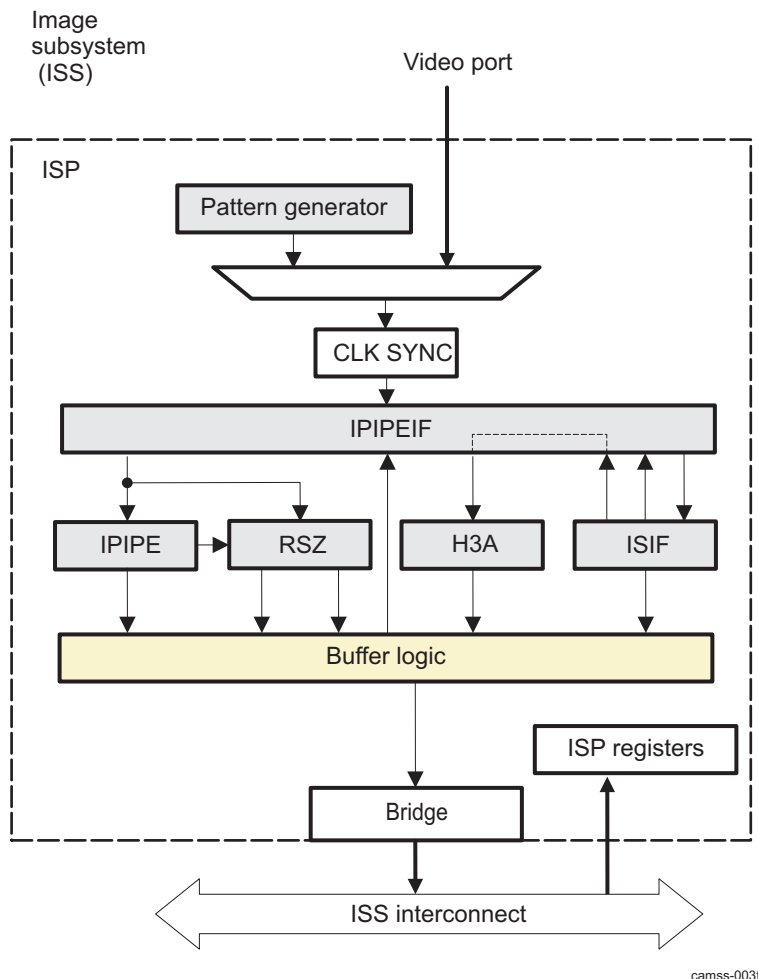 Image
subsystem
(ISS)
Video port
ISP
Pattern generator
CLK SYNC
IPIPEIF
IPIPE
RSZ
H3A
ISIF
Buffer logic
ISP registers
Bridge
ISS interconnect